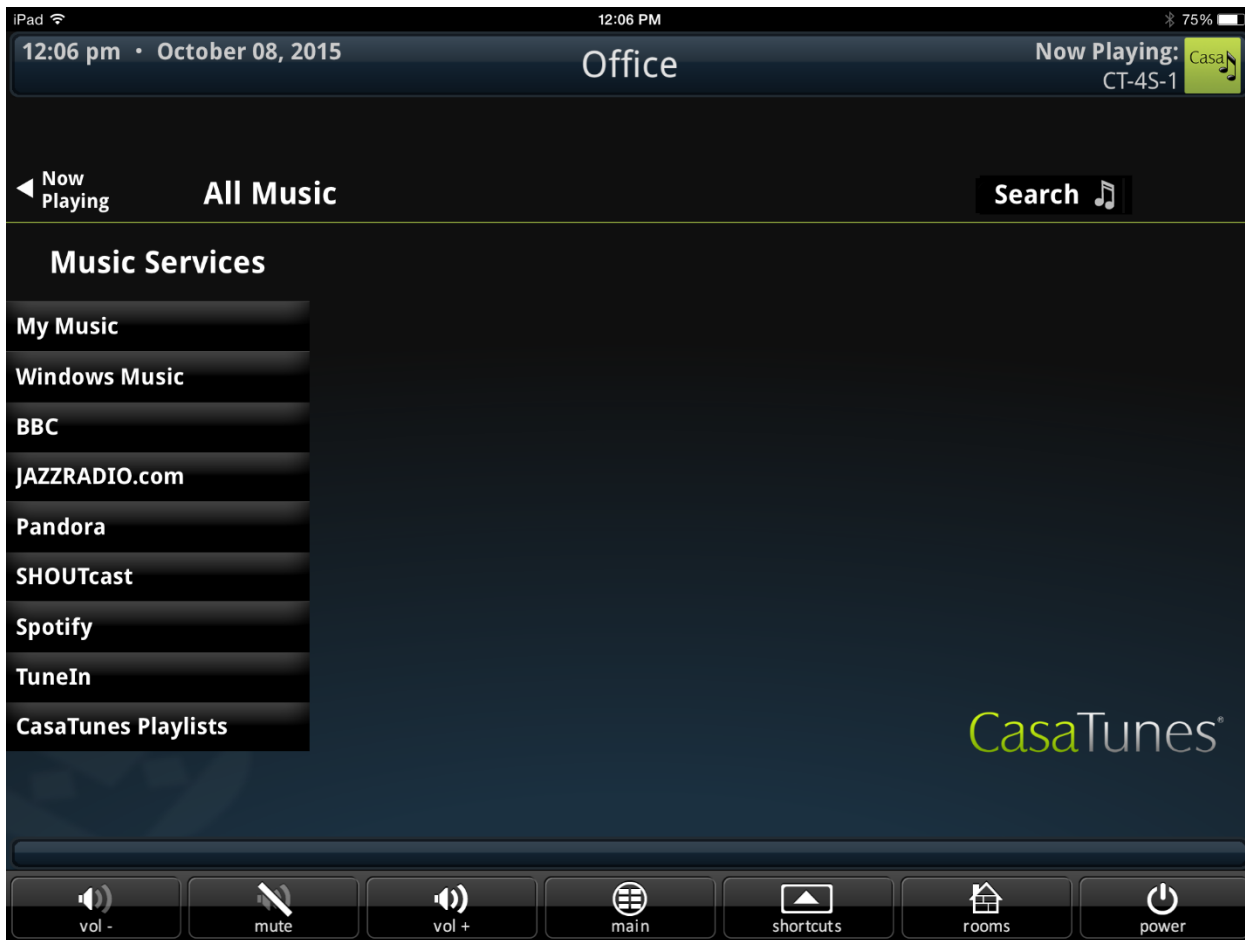 iPad 12:06 PM 75%
12:06 pm • October 08, 2015 Office Now Playing:
CT-4S-1
Casa
Now
Playing
All Music Search
Music Services
My Music
Windows Music
BBC
JAZZRADIO.com
Pandora
SHOUTcast
Spotify
TuneIn
CasaTunes Playlists
CasaTunes®
vol - mute vol + main shortcuts rooms power